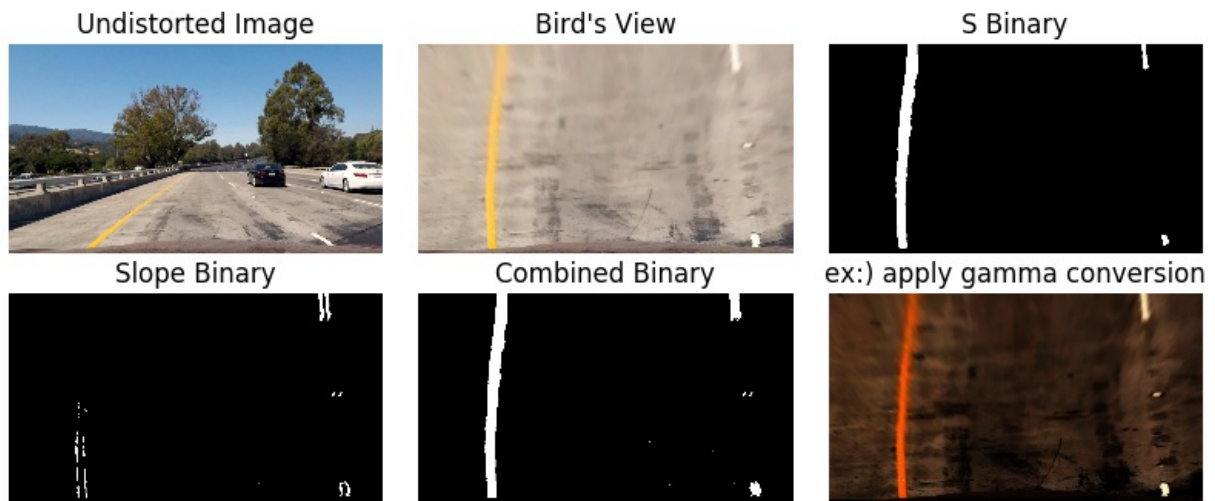 Undistorted Image
Bird's View
S Binary
Slope Binary
Combined Binary
ex:) apply gamma conversion